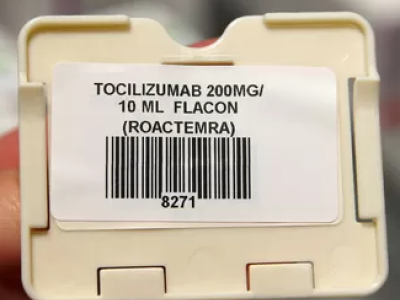 TOCILIZUMAB 200MG/
10 ML FLACON
(ROACTEMRA)
8271